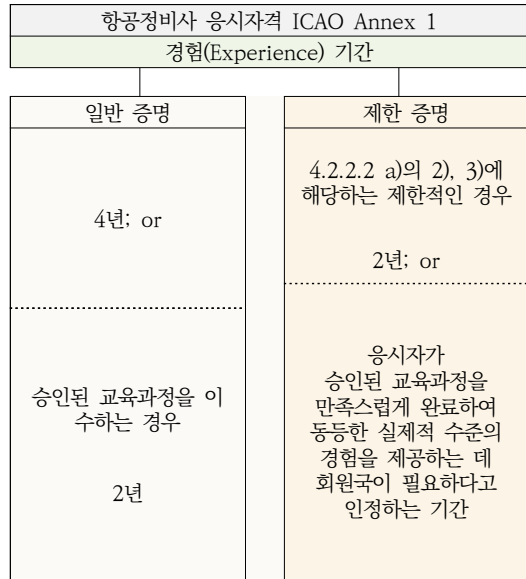 항공정비사 응시자격 ICAO Annex 1
경험(Experience) 기간
일반 증명
4년; or
승인된 교육과정을 이
수하는 경우
2년
제한 증명
4.2.2.2 a)의 2), 3)에
해당하는 제한적인 경우
2년; or
응시자가
승인된 교육과정을
만족스럽게 완료하여
동등한 실제적 수준의
경험을 제공하는 데
회원국이 필요하다고
인정하는 기간